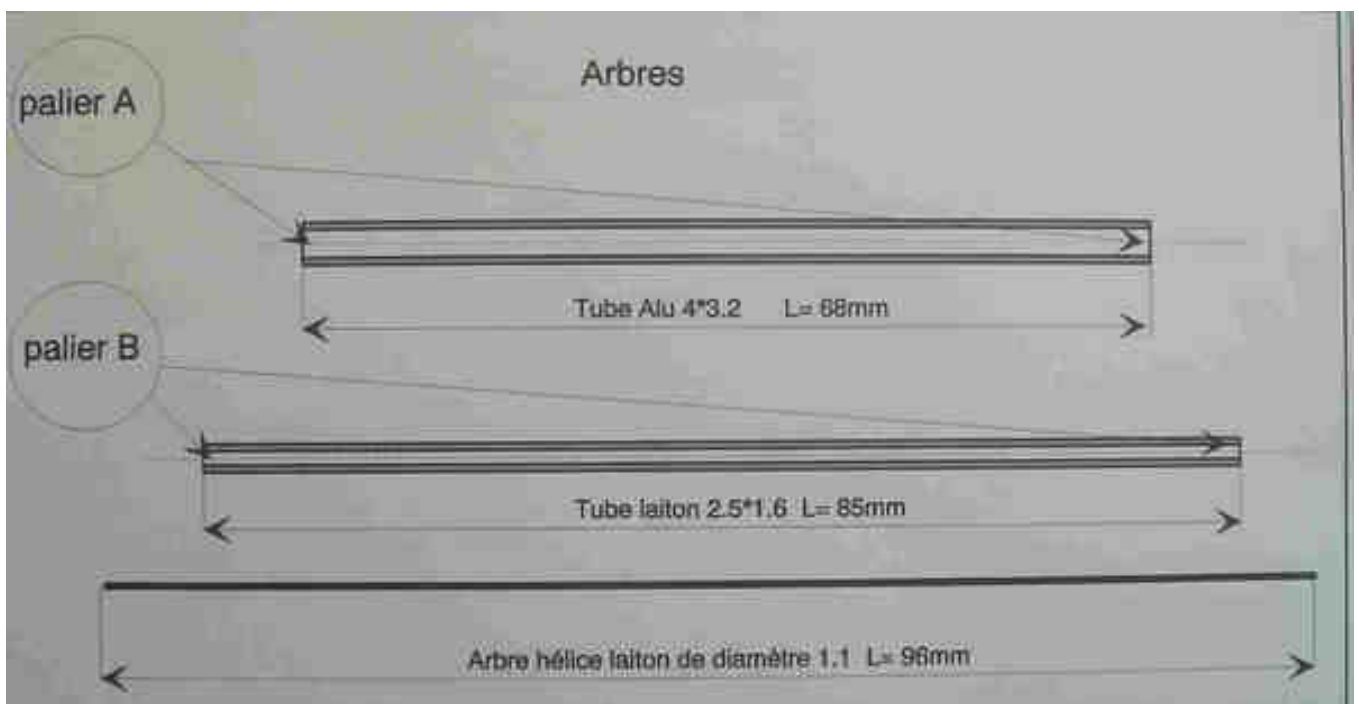 Arbres
palier A
Tube Alu 4*3.2 L= 68mm
palier B
Tube laiton 2.5*1.6 L= 85mm
Arbre hélice laiton de diamètre 1.1 L= 96mm